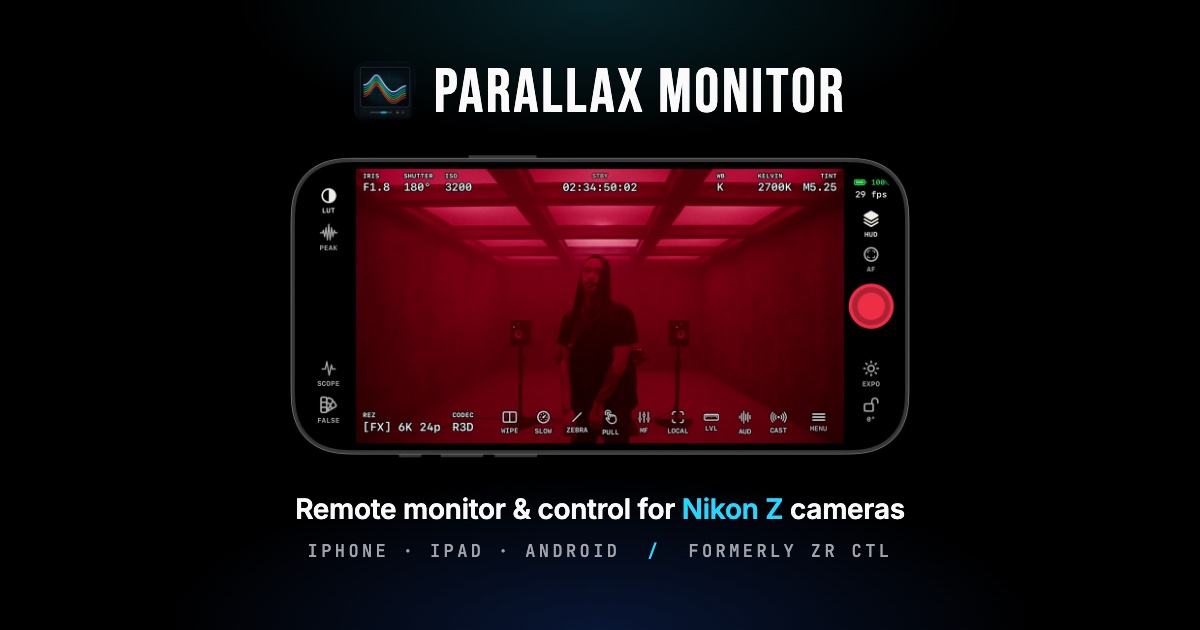 PARALLAX MONITOR
IRIS SHUTTER ISO STBY WB KELVIN TINT
F1.8 180° 3200 02:34:50:02 K 2700K M5.25
100%
29 fps
LUT
PEAK
HUD
AF
SCOPE
FALSE
EXPO
0°
REZ CODEC
[FX] 6K 24p R3D
WIPE SLOW ZEBRA PULL MF LOCAL LVL AUD CAST MENU
Remote monitor & control for Nikon Z cameras
IPHONE · IPAD · ANDROID / FORMERLY ZR CTL